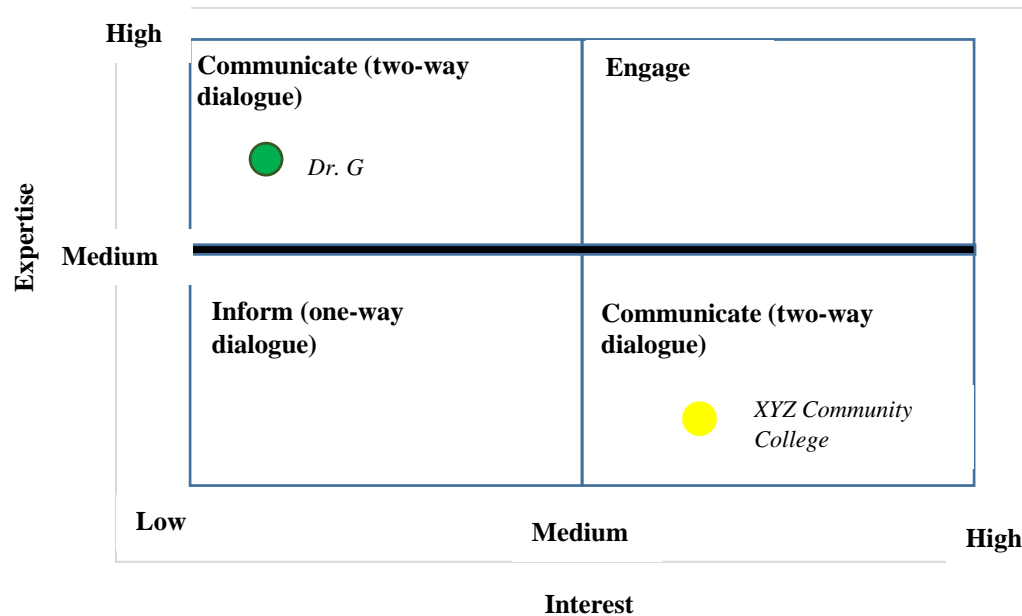 High
Communicate (two-way
dialogue)
Engage
Dr. G
Expertise
Medium
Inform (one-way
dialogue)
Communicate (two-way
dialogue)
XYZ Community
College
Low
Medium
High
Interest